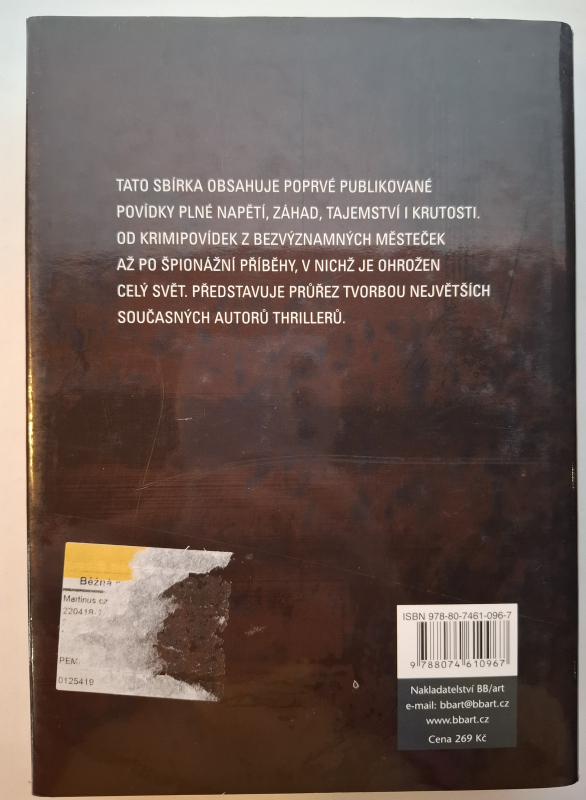 TATO SBÍRKA OBSAHUJE POPRVÉ PUBLIKOVANÉ
POVÍDKY PLNÉ NAPĚTÍ, ZÁHAD, TAJEMSTVÍ I KRUTOSTI.
OD KRIMIPOVÍDEK Z BEZVÝZNAMNÝCH MĚSTEČEK
AŽ PO ŠPIONÁŽNÍ PŘÍBĚHY, V NICHŽ JE OHROŽEN
CELÝ SVĚT. PŘEDSTAVUJE PRŮŘEZ TVORBOU NEJVĚTŠÍCH
SOUČASNÝCH AUTORŮ THRILLERŮ.
Běžná
Martinus cz
220418-
0125419
ISBN 978-80-7461-096-7
9 788074 610967
Nakladatelství BB/art
e-mail: bbart@bbart.cz
www.bbart.cz
Cena 269 Kč